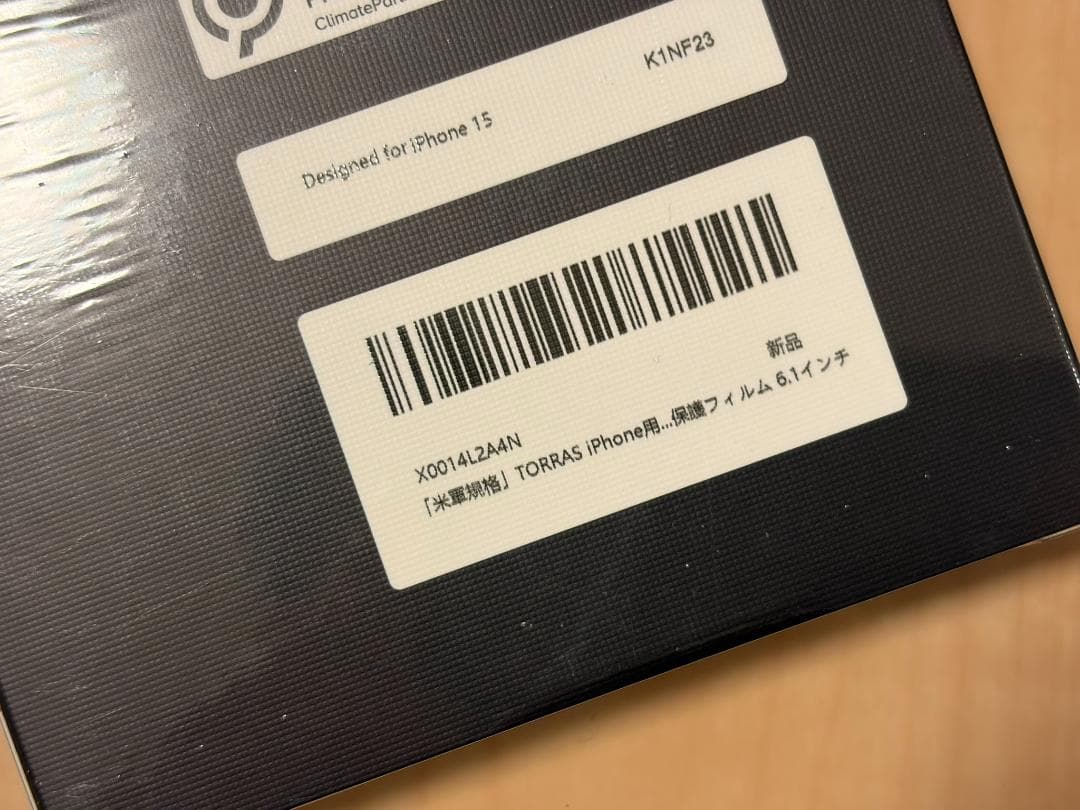 ClimatePar
Designed for iPhone 15
K1NF23
X0014L2A4N
新品
「米軍規格」TORRAS iPhone用...保護フィルム 6.1インチ